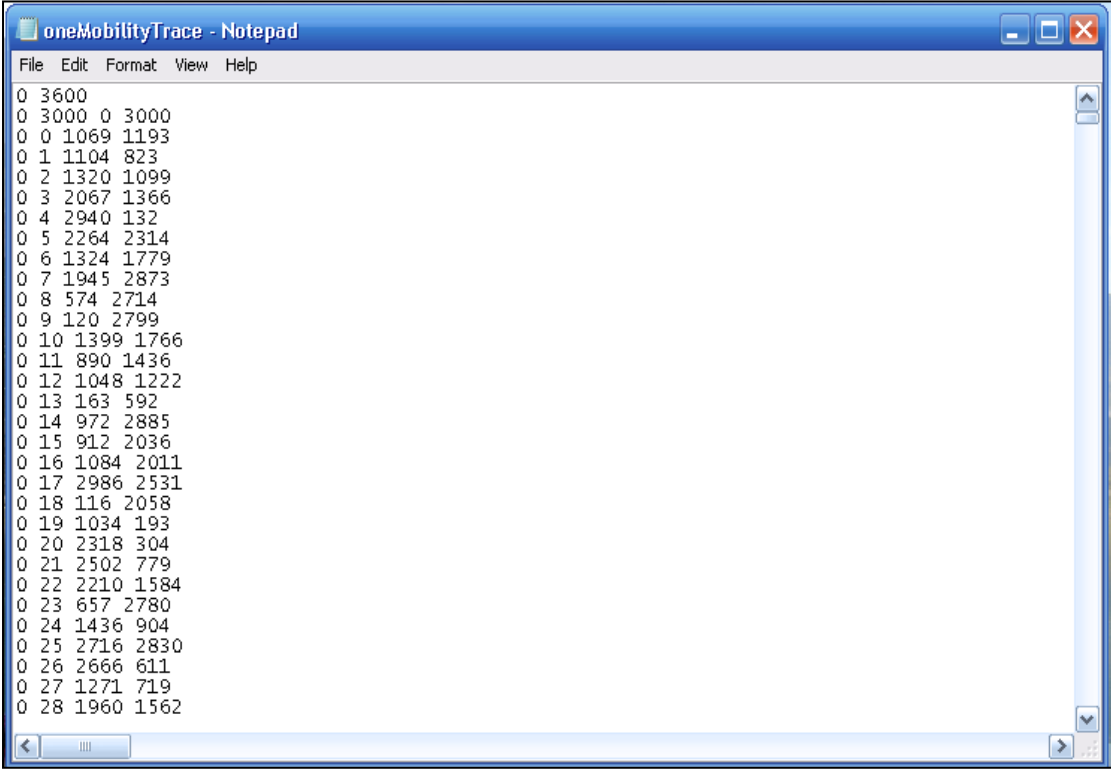 oneMobilityTrace - Notepad
File Edit Format View Help
0 3600
0 3000 0 3000
0 0 1069 1193
0 1 1104 823
0 2 1320 1099
0 3 2067 1366
0 4 2940 132
0 5 2264 2314
0 6 1324 1779
0 7 1945 2873
0 8 574 2714
0 9 120 2799
0 10 1399 1766
0 11 890 1436
0 12 1048 1222
0 13 163 592
0 14 972 2885
0 15 912 2036
0 16 1084 2011
0 17 2986 2531
0 18 116 2058
0 19 1034 193
0 20 2318 304
0 21 2502 779
0 22 2210 1584
0 23 657 2780
0 24 1436 904
0 25 2716 2830
0 26 2666 611
0 27 1271 719
0 28 1960 1562